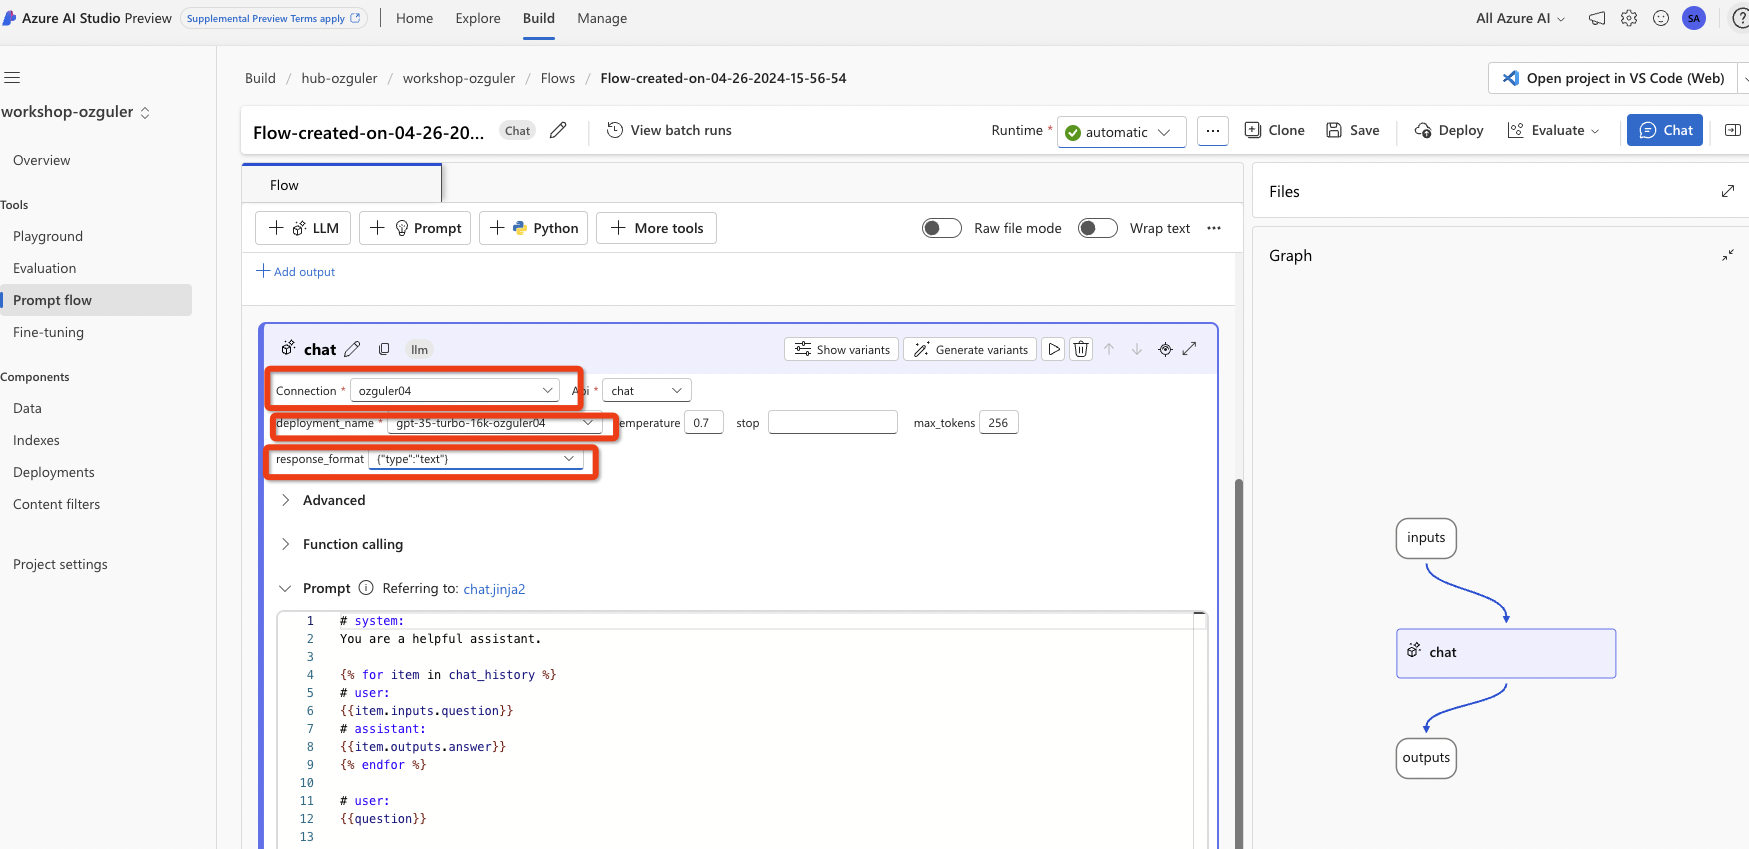 Azure AI Studio Preview Supplemental Preview Terms apply Home Explore Build Manage All Azure AI SA ?
workshop-ozguler
Overview
Tools
Playground
Evaluation
Prompt flow
Fine-tuning
Components
Data
Indexes
Deployments
Content filters
Project settings
Build / hub-ozguler / workshop-ozguler / Flows / Flow-created-on-04-26-2024-15-56-54
Open project in VS Code (Web)
Flow-created-on-04-26-20... Chat View batch runs Runtime * automatic ... Clone Save Deploy Evaluate Chat
Flow
+ LLM + Prompt + Python + More tools Raw file mode Wrap text ...
+ Add output
chat llm Show variants Generate variants
Connection * ozguler04 Api * chat
deployment_name * gpt-35-turbo-16k-ozguler04 emperature 0.7 stop max_tokens 256
response_format {"type":"text"}
Advanced
Function calling
Prompt Referring to: chat.jinja2
1 # system:
2 You are a helpful assistant.
3
4 {% for item in chat_history %}
5 # user:
6 {{item.inputs.question}}
7 # assistant:
8 {{item.outputs.answer}}
9 {% endfor %}
10
11 # user:
12 {{question}}
13
Files
Graph
inputs
chat
outputs